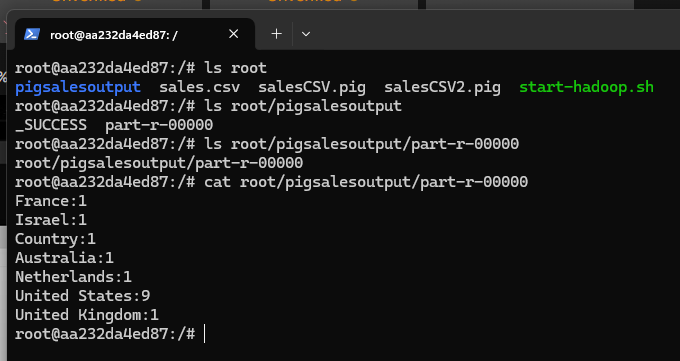 root@aa232da4ed87: /
root@aa232da4ed87:/# ls root
pigsalesoutput sales.csv salesCSV.pig salesCSV2.pig start-hadoop.sh
root@aa232da4ed87:/# ls root/pigsalesoutput
_SUCCESS part-r-00000
root@aa232da4ed87:/# ls root/pigsalesoutput/part-r-00000
root/pigsalesoutput/part-r-00000
root@aa232da4ed87:/# cat root/pigsalesoutput/part-r-00000
France:1
Israel:1
Country:1
Australia:1
Netherlands:1
United States:9
United Kingdom:1
root@aa232da4ed87:/#